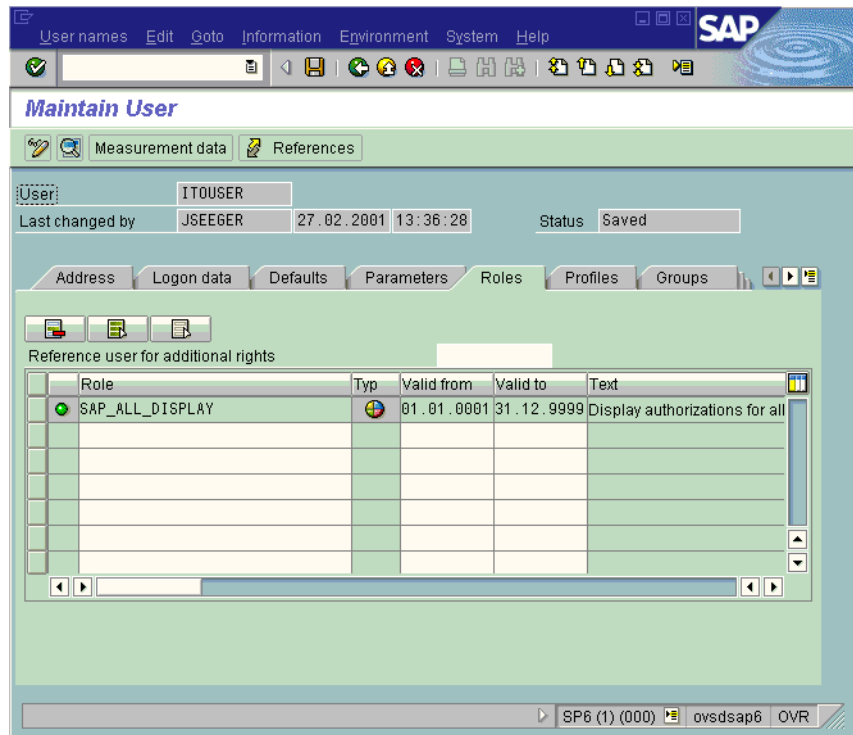 SAP
User names Edit Goto Information Environment System Help
Maintain User
Measurement data References
User ITOUSER
Last changed by JSEEGER 27.02.2001 13:36:28 Status Saved
Address Logon data Defaults Parameters Roles Profiles Groups
Reference user for additional rights
Role Typ Valid from Valid to Text
SAP_ALL_DISPLAY 01.01.0001 31.12.9999 Display authorizations for all
SP6 (1) (000) ovsdsap6 OVR